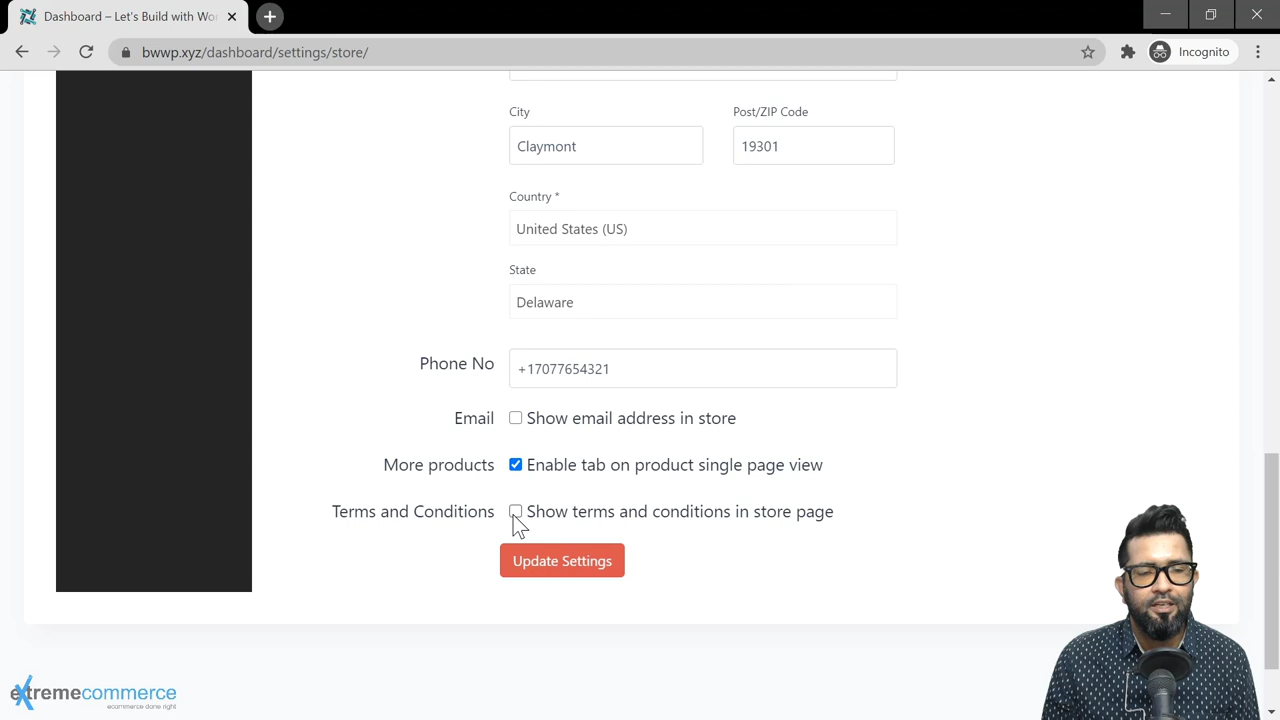 Dashboard – Let's Build with Wor
bwwp.xyz/dashboard/settings/store/
Incognito
City
Post/ZIP Code
Claymont
19301
Country *
United States (US)
State
Delaware
Phone No
+17077654321
Email
Show email address in store
More products
Enable tab on product single page view
Terms and Conditions
Show terms and conditions in store page
Update Settings
extremecommerce
ecommerce done right